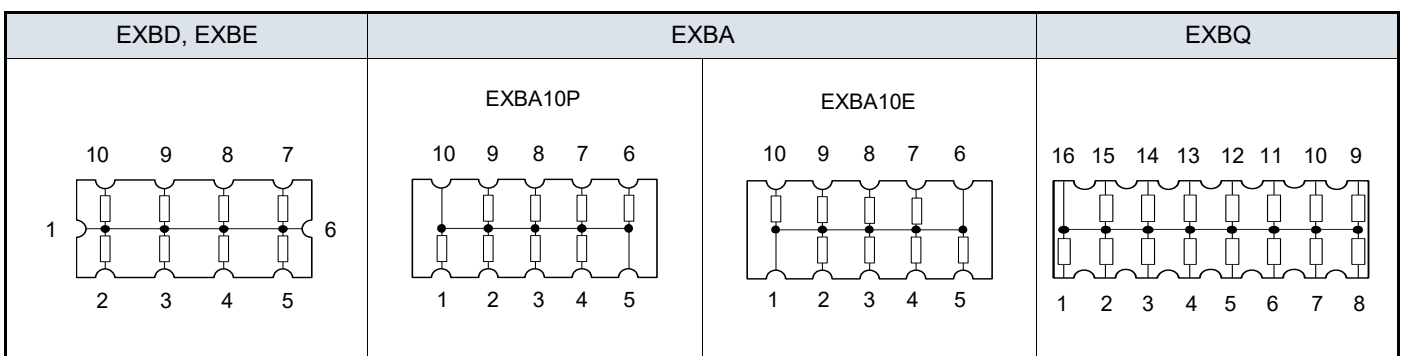 EXBD, EXBE EXBA EXBQ
EXBA10P EXBA10E
10 9 8 7 10 9 8 7 6 10 9 8 7 6 16 15 14 13 12 11 10 9
1 6
2 3 4 5 1 2 3 4 5 1 2 3 4 5 1 2 3 4 5 6 7 8